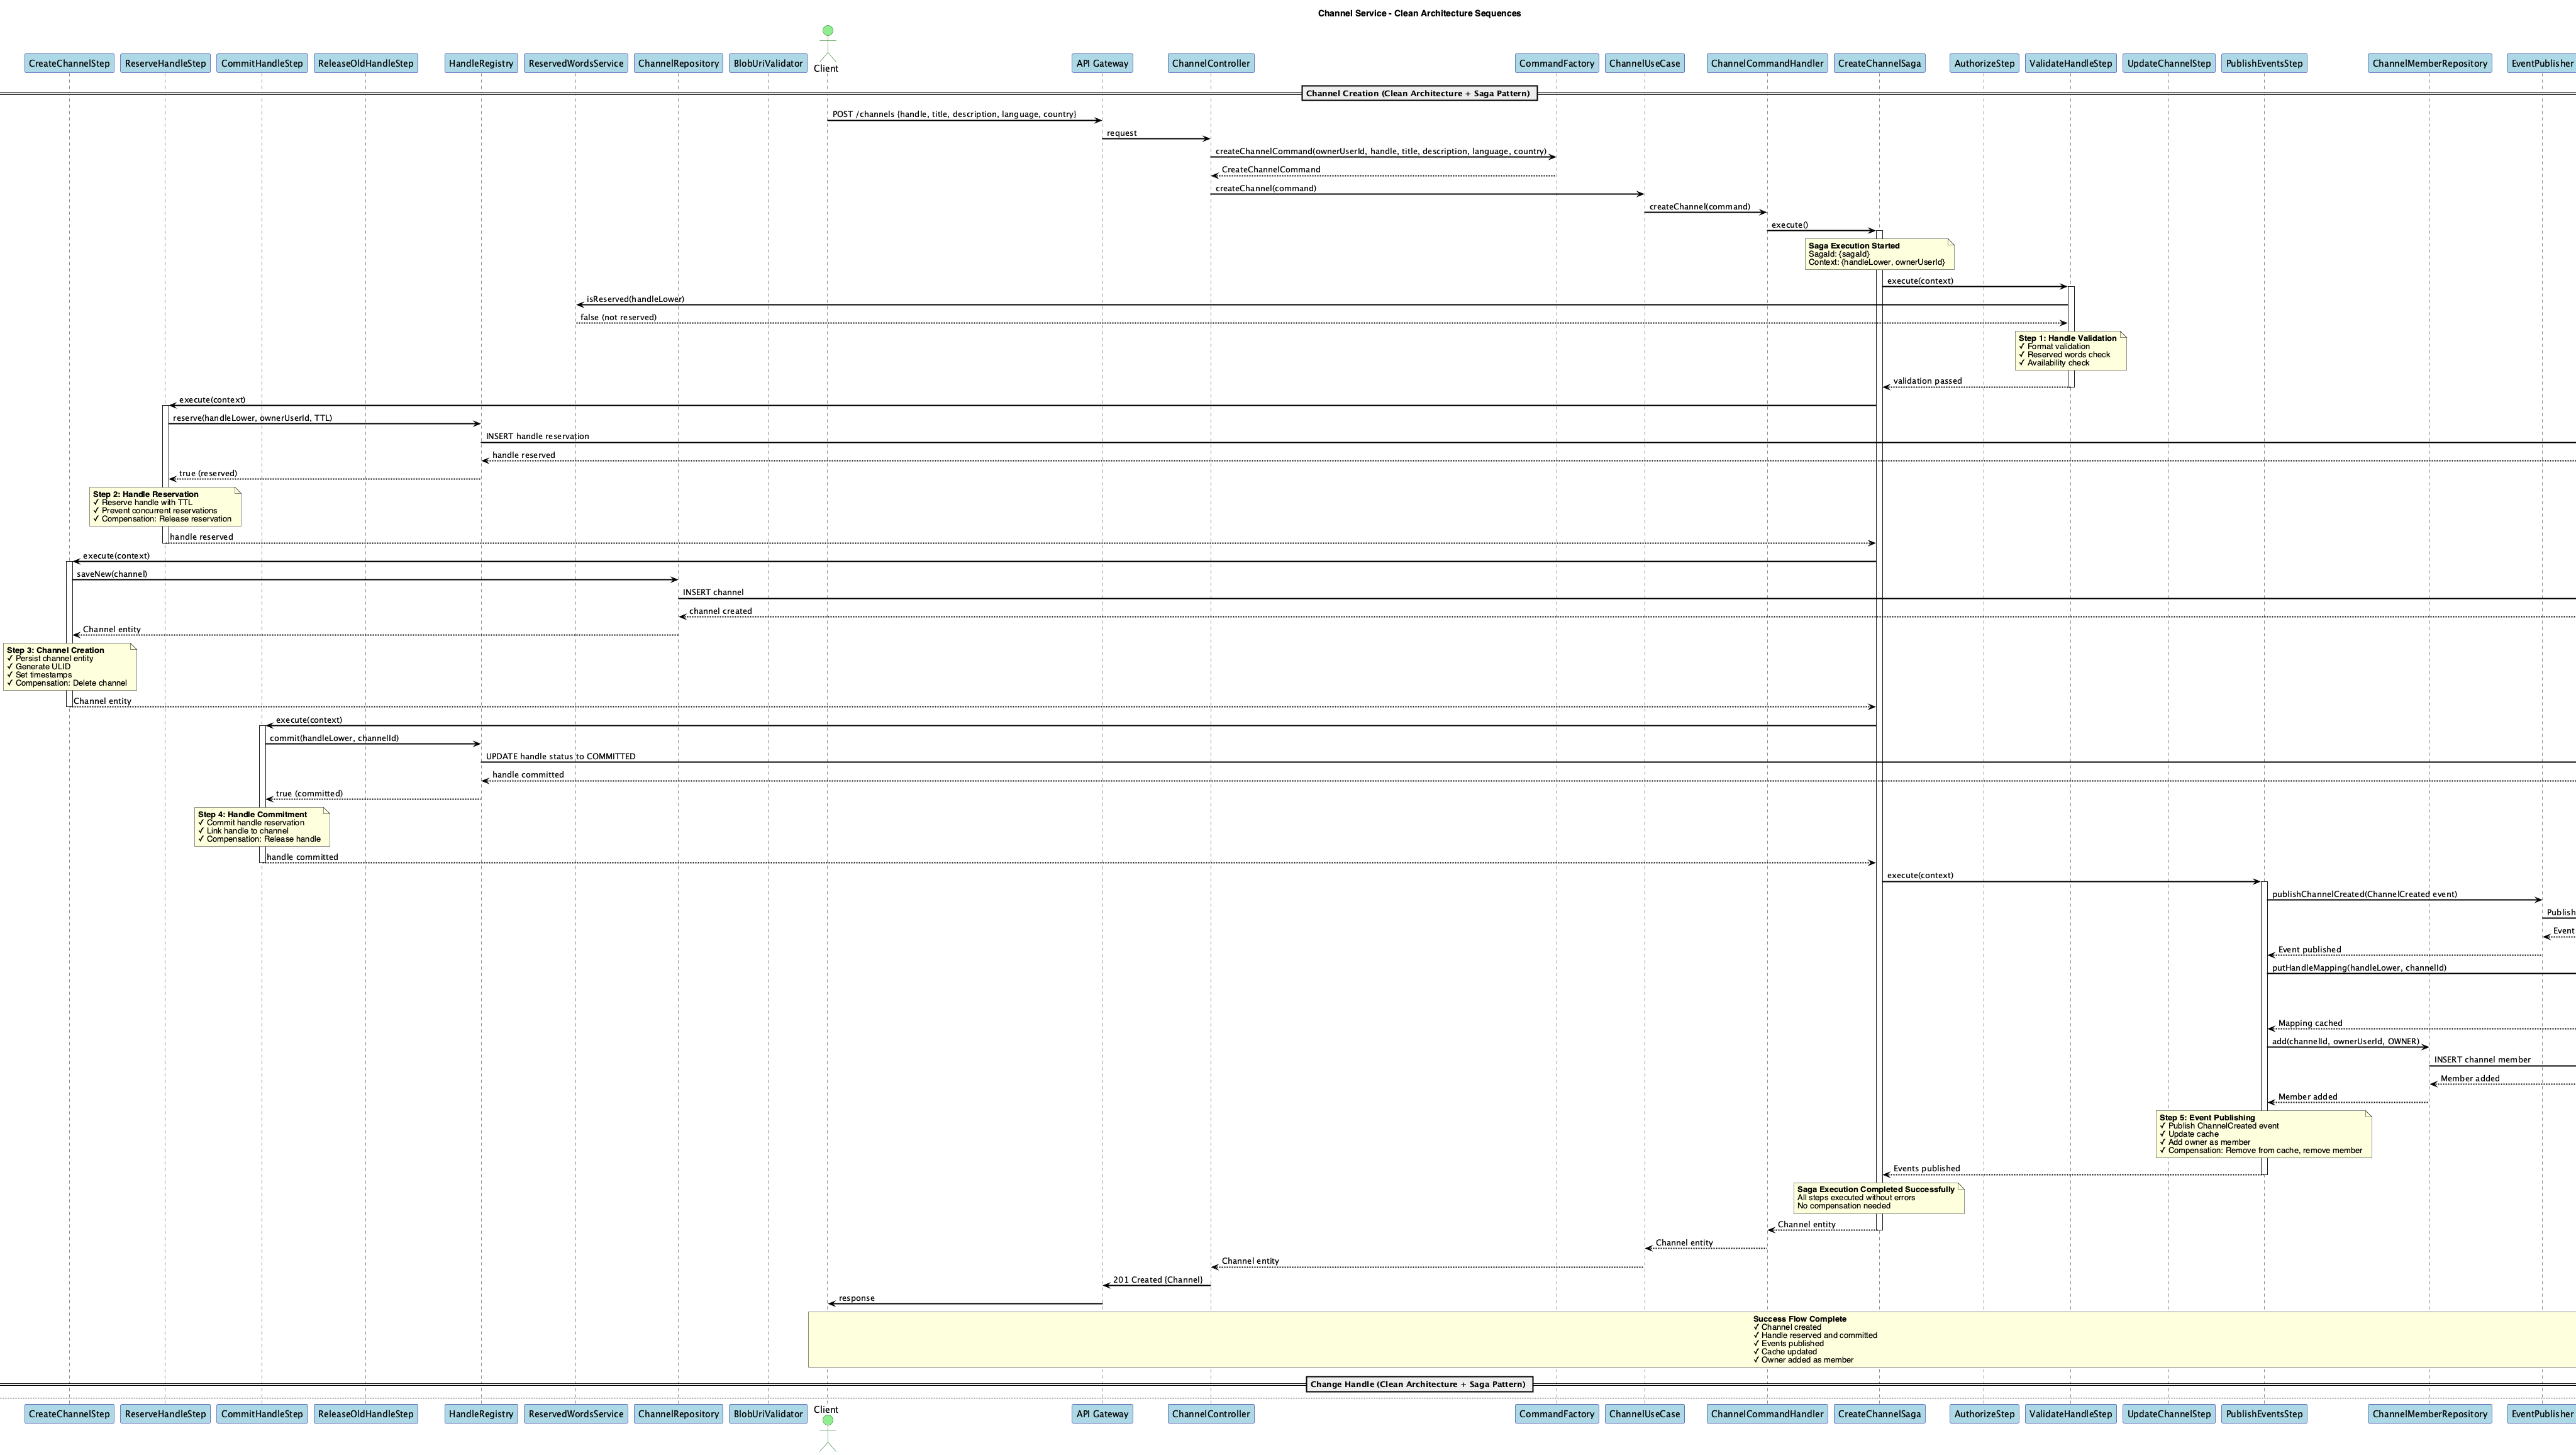 Channel Service - Clean Architecture Sequences
Client
CreateChannelStep
ReserveHandleStep
CommitHandleStep
ReleaseOldHandleStep
HandleRegistry
ReservedWordsService
ChannelRepository
BlobUriValidator
API Gateway
ChannelController
CommandFactory
ChannelUseCase
ChannelCommandHandler
CreateChannelSaga
AuthorizeStep
ValidateHandleStep
UpdateChannelStep
PublishEventsStep
ChannelMemberRepository
EventPublisher
Channel Creation (Clean Architecture + Saga Pattern)
POST /channels {handle, title, description, language, country}
request
createChannelCommand(ownerUserId, handle, title, description, language, country)
CreateChannelCommand
createChannel(command)
createChannel(command)
execute()
Saga Execution Started
SagaId: {sagaId}
Context: {handleLower, ownerUserId}
execute(context)
isReserved(handleLower)
false (not reserved)
Step 1: Handle Validation
✓ Format validation
✓ Reserved words check
✓ Availability check
validation passed
execute(context)
reserve(handleLower, ownerUserId, TTL)
INSERT handle reservation
handle reserved
true (reserved)
Step 2: Handle Reservation
✓ Reserve handle with TTL
✓ Prevent concurrent reservations
✓ Compensation: Release reservation
handle reserved
execute(context)
saveNew(channel)
INSERT channel
channel created
Channel entity
Step 3: Channel Creation
✓ Persist channel entity
✓ Generate ULID
✓ Set timestamps
✓ Compensation: Delete channel
Channel entity
execute(context)
commit(handleLower, channelId)
UPDATE handle status to COMMITTED
handle committed
true (committed)
Step 4: Handle Commitment
✓ Commit handle reservation
✓ Link handle to channel
✓ Compensation: Release handle
handle committed
execute(context)
publishChannelCreated(ChannelCreated event)
Publish
Event
Event published
putHandleMapping(handleLower, channelId)
Mapping cached
add(channelId, ownerUserId, OWNER)
INSERT channel member
Member added
Member added
Step 5: Event Publishing
✓ Publish ChannelCreated event
✓ Update cache
✓ Add owner as member
✓ Compensation: Remove from cache, remove member
Events published
Saga Execution Completed Successfully
All steps executed without errors
No compensation needed
Channel entity
Channel entity
Channel entity
201 Created {Channel}
response
Success Flow Complete
✓ Channel created
✓ Handle reserved and committed
✓ Events published
✓ Cache updated
✓ Owner added as member
Change Handle (Clean Architecture + Saga Pattern)
CreateChannelStep
ReserveHandleStep
CommitHandleStep
ReleaseOldHandleStep
HandleRegistry
ReservedWordsService
ChannelRepository
BlobUriValidator
Client
API Gateway
ChannelController
CommandFactory
ChannelUseCase
ChannelCommandHandler
CreateChannelSaga
AuthorizeStep
ValidateHandleStep
UpdateChannelStep
PublishEventsStep
ChannelMemberRepository
EventPublisher